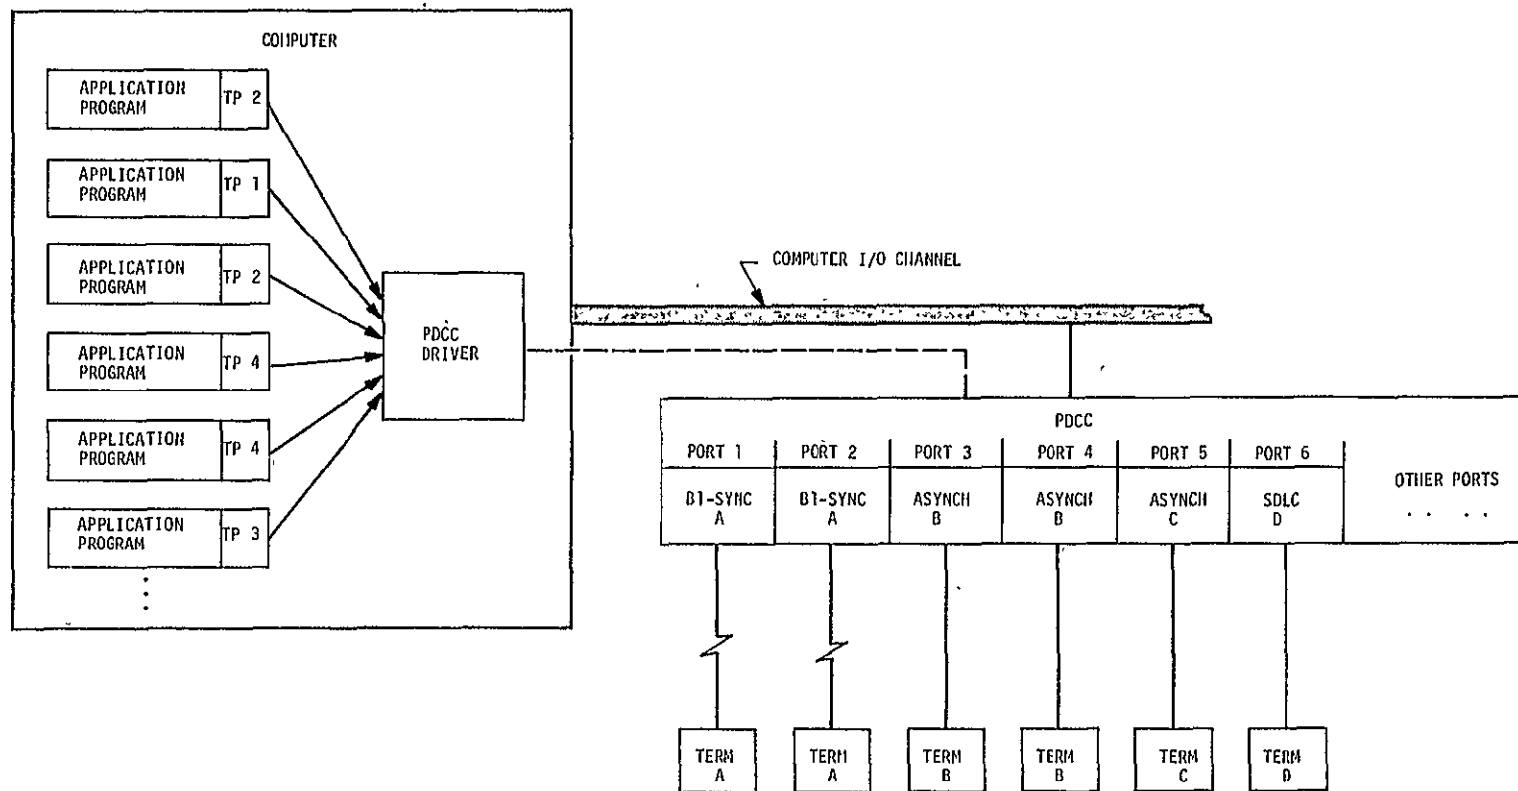 COMPUTER
APPLICATION
PROGRAM
TP 2
APPLICATION
PROGRAM
TP 1
APPLICATION
PROGRAM
TP 2
APPLICATION
PROGRAM
TP 4
APPLICATION
PROGRAM
TP 4
APPLICATION
PROGRAM
TP 3
PDCC
DRIVER
COMPUTER I/O CHANNEL
PDCC
PORT 1 PORT 2 PORT 3 PORT 4 PORT 5 PORT 6
BI-SYNC BI-SYNC ASYNCH ASYNCH ASYNCH SDLC
A A B B C D
OTHER PORTS
. . . .
TERM TERM TERM TERM TERM TERM
A A B B C D